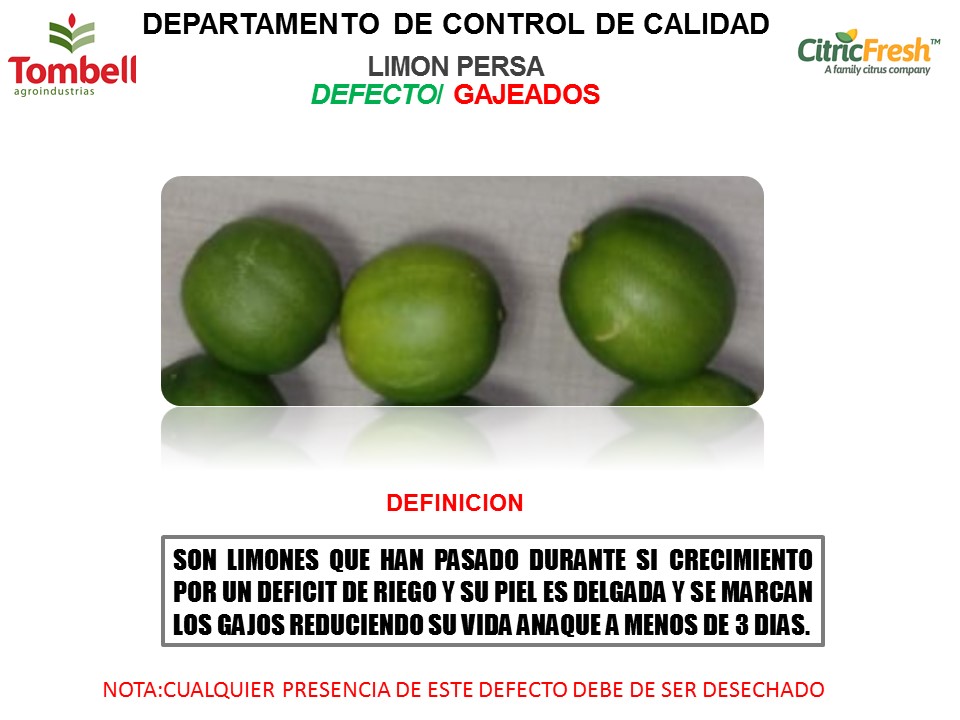 DEPARTAMENTO DE CONTROL DE CALIDAD
Tombell
agroindustrias
CitricFresh™
A family citrus company
LIMON PERSA
DEFECTO/ GAJEADOS
DEFINICION
SON LIMONES QUE HAN PASADO DURANTE SI CRECIMIENTO
POR UN DEFICIT DE RIEGO Y SU PIEL ES DELGADA Y SE MARCAN
LOS GAJOS REDUCIENDO SU VIDA ANAQUE A MENOS DE 3 DIAS.
NOTA:CUALQUIER PRESENCIA DE ESTE DEFECTO DEBE DE SER DESECHADO